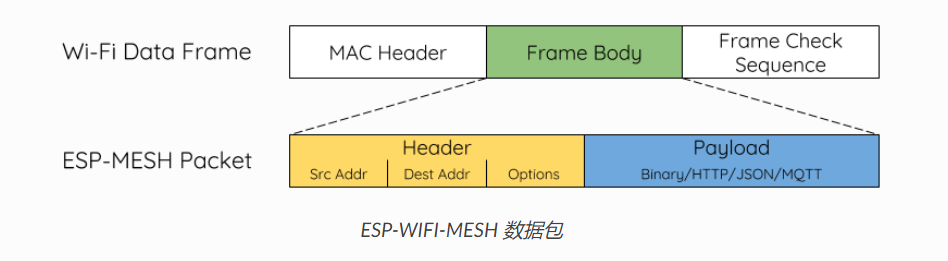 Wi-Fi Data Frame
MAC Header
Frame Body
Frame Check
Sequence
ESP-MESH Packet
Header
Src Addr
Dest Addr
Options
Payload
Binary/HTTP/JSON/MQTT
ESP-WIFI-MESH 数据包